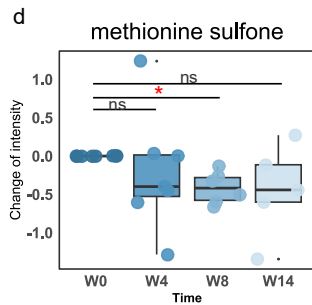 d
methionine sulfone
Change of intensity
1.0
0.5
0.0
-0.5
-1.0
ns
*
ns
W0 W4 W8 W14
Time